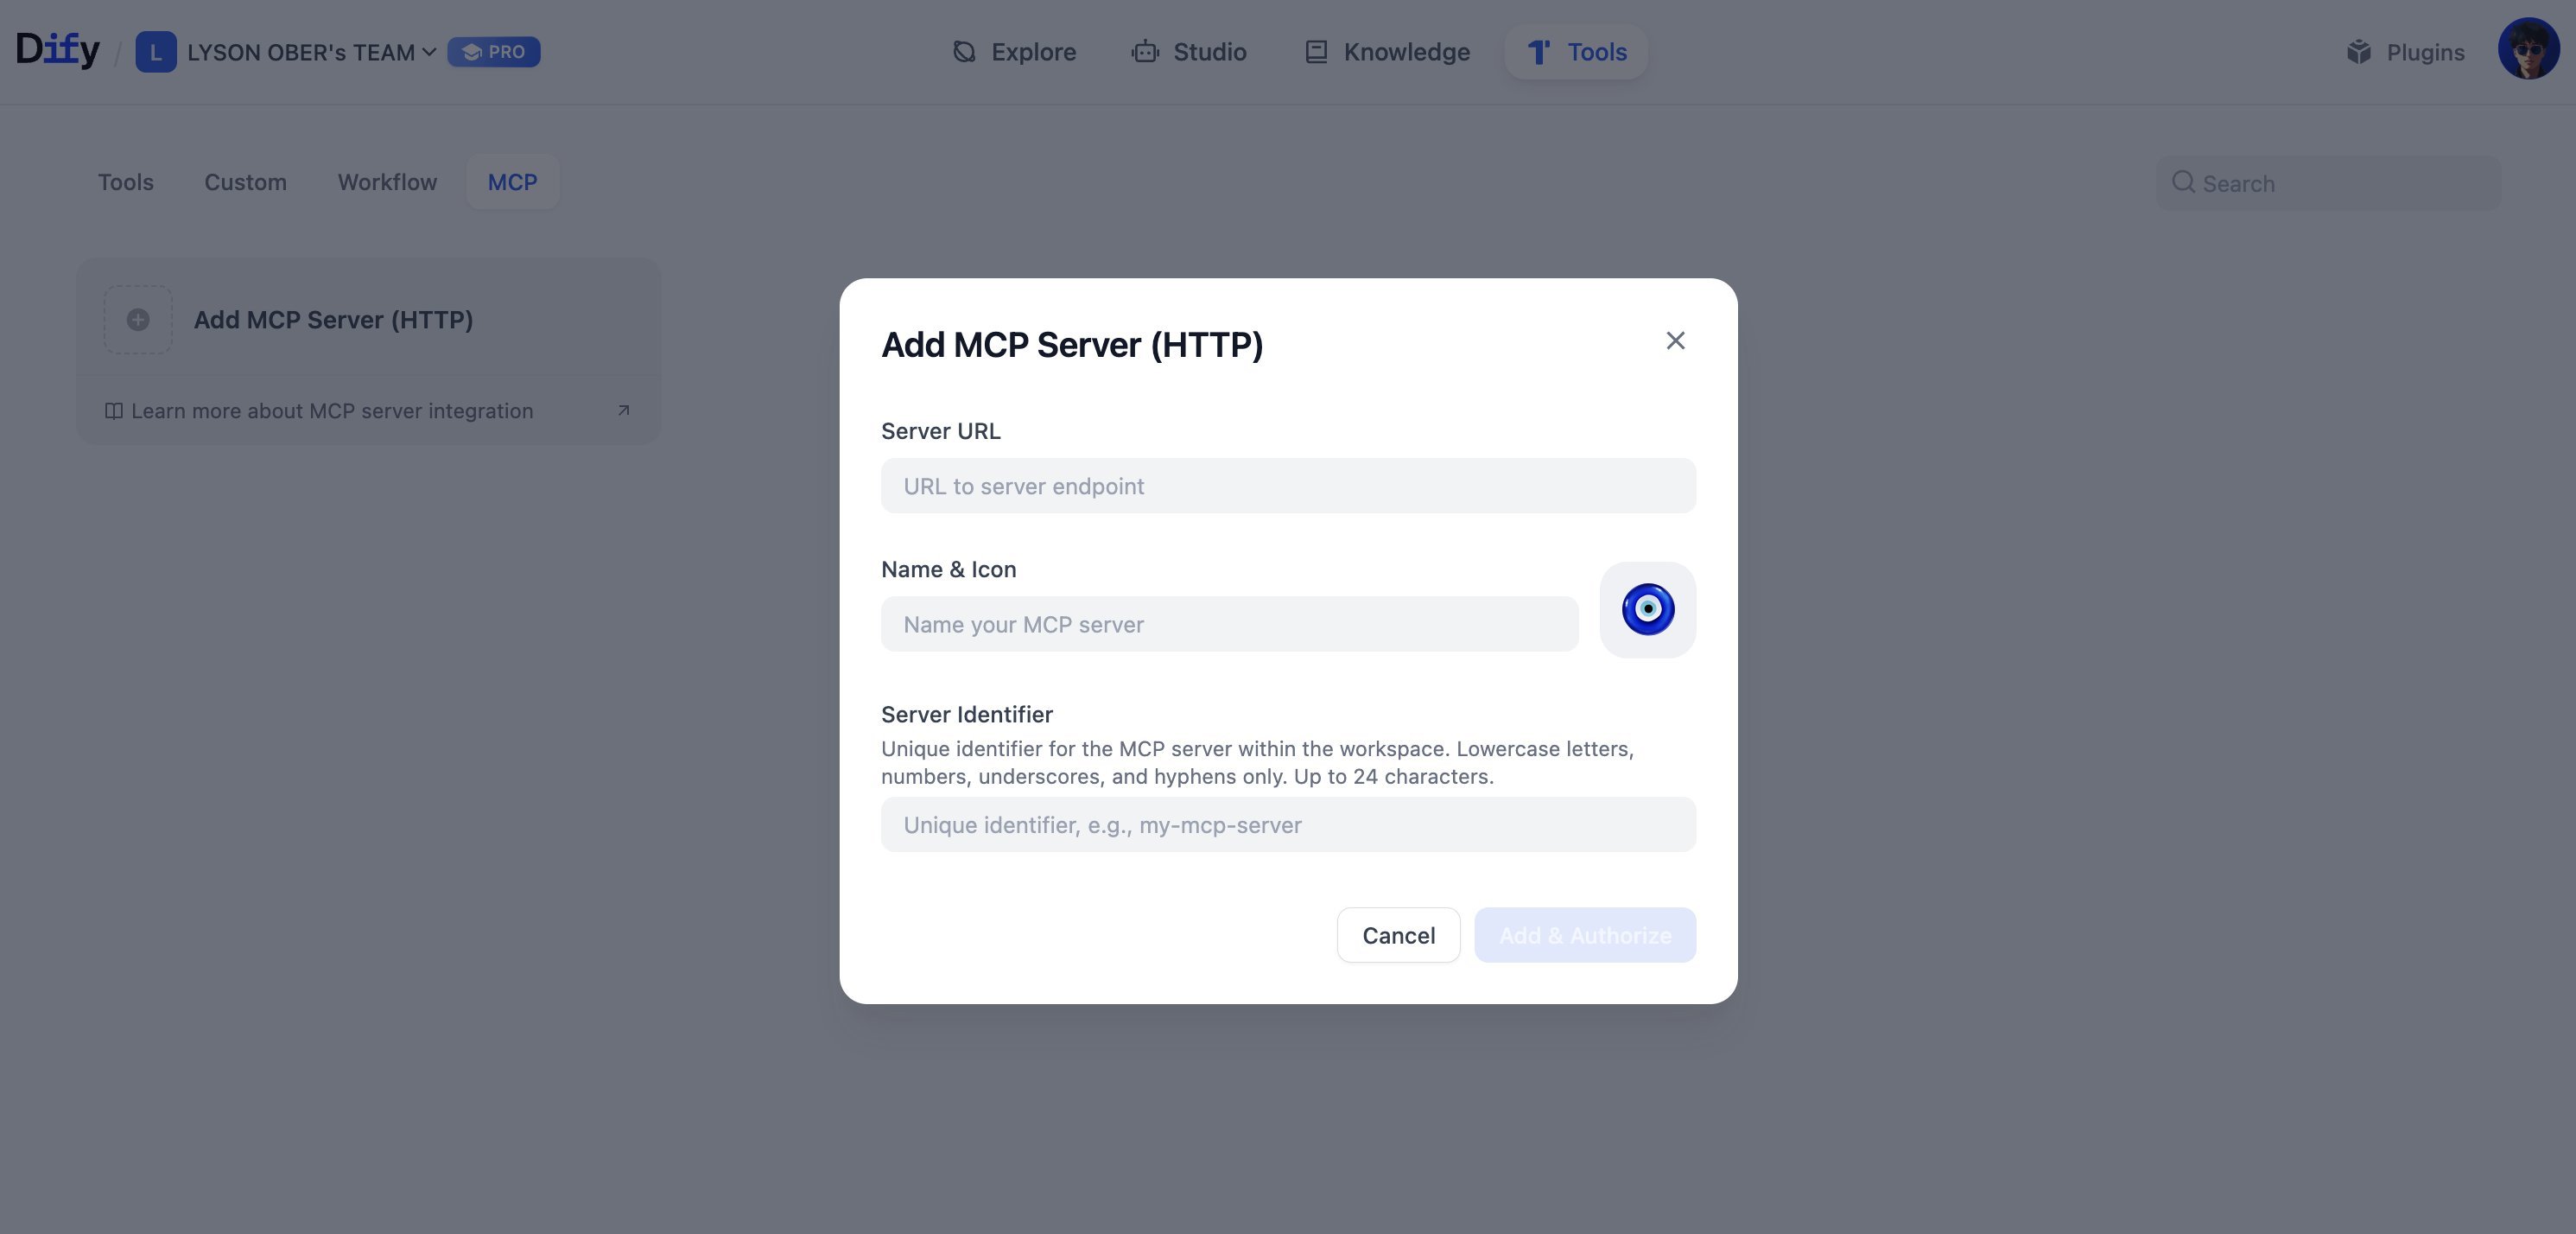 Dify / L LYSON OBER's TEAM PRO
Explore
Studio
Knowledge
Tools
Plugins
Tools
Custom
Workflow
MCP
Search
Add MCP Server (HTTP)
Learn more about MCP server integration
Add MCP Server (HTTP)
Server URL
URL to server endpoint
Name & Icon
Name your MCP server
Server Identifier
Unique identifier for the MCP server within the workspace. Lowercase letters,
numbers, underscores, and hyphens only. Up to 24 characters.
Unique identifier, e.g., my-mcp-server
Cancel
Add & Authorize